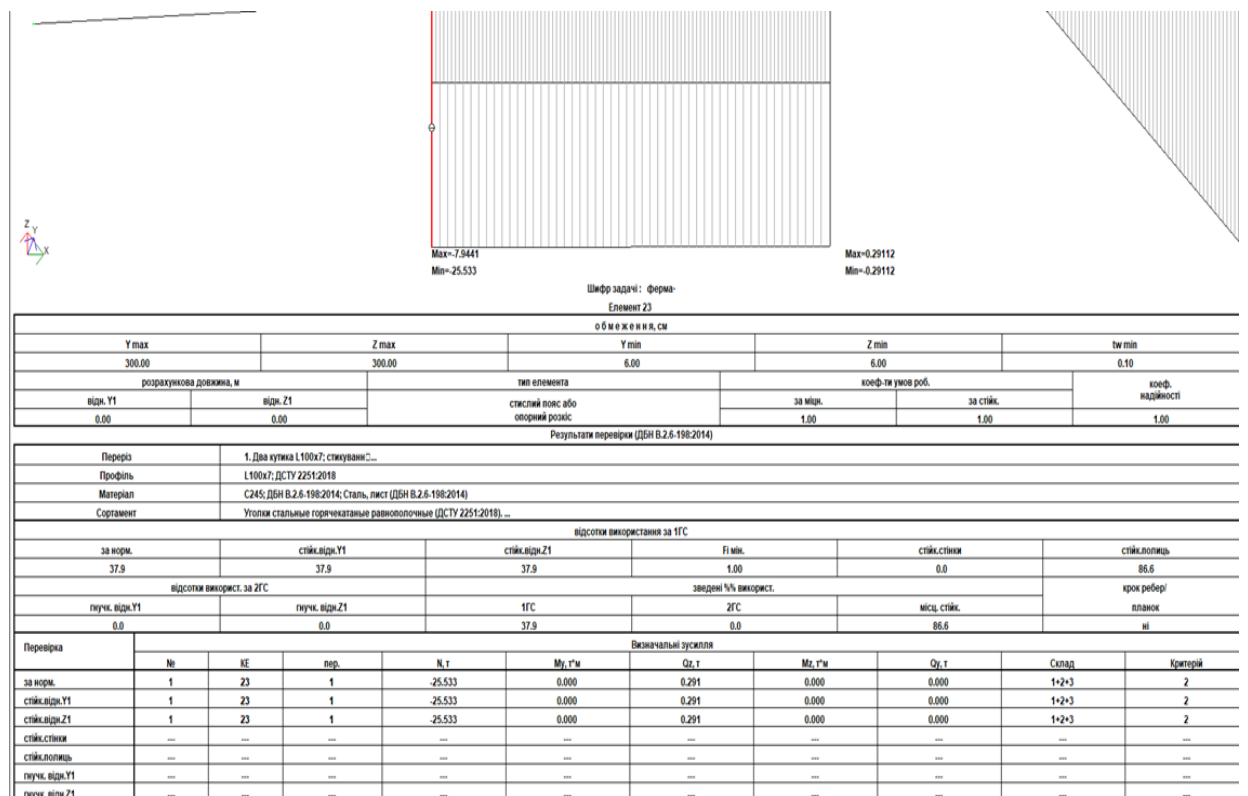 Z
Y
X
Max=-7.9441 Max=0.29112
Min=-25.533 Min=-0.29112
Шифр задачі : ферма-
Елемент 23
о б м е ж е н н я, см
Y max Z max Y min Z min tw min
300.00 300.00 6.00 6.00 0.10
розрахункова довжина, м тип елемента коеф-ти умов роб. коеф. надійності
відн. Y1 відн. Z1 стислий пояс або опорний розкіс за міцн. за стійк.
0.00 0.00 1.00 1.00 1.00
Результати перевірки (ДБН В.2.6-198:2014)
Переріз 1. Два кутика L100x7; стикуванн...
Профіль L100x7; ДСТУ 2251:2018
Матеріал C245; ДБН В.2.6-198:2014; Сталь, лист (ДБН В.2.6-198:2014)
Сортамент Уголки стальные горячекатаные равнополочные (ДСТУ 2251:2018). ...
відсотки використання за 1ГС
за норм. стійк.відн.Y1 стійк.відн.Z1 Fi мін. стійк.стінки стійк.полиць
37.9 37.9 37.9 1.00 0.0 86.6
відсотки використ. за 2ГС зведені %% використ. крок ребер/
гнучк. відн.Y1 гнучк. відн.Z1 1ГС 2ГС місц. стійк. планок
0.0 0.0 37.9 0.0 86.6 ні
Перевірка Визначальні зусилля
№ КЕ пер. N, т My, т*м Qz, т Mz, т*м Qy, т Склад Критерій
за норм. 1 23 1 -25.533 0.000 0.291 0.000 0.000 1+2+3 2
стійк.відн.Y1 1 23 1 -25.533 0.000 0.291 0.000 0.000 1+2+3 2
стійк.відн.Z1 1 23 1 -25.533 0.000 0.291 0.000 0.000 1+2+3 2
стійк.стінки --- --- --- --- --- --- --- --- --- ---
стійк.полиць --- --- --- --- --- --- --- --- --- ---
гнучк. відн.Y1 --- --- --- --- --- --- --- --- --- ---
гнучк. відн.Z1 --- --- --- --- --- --- --- --- --- ---